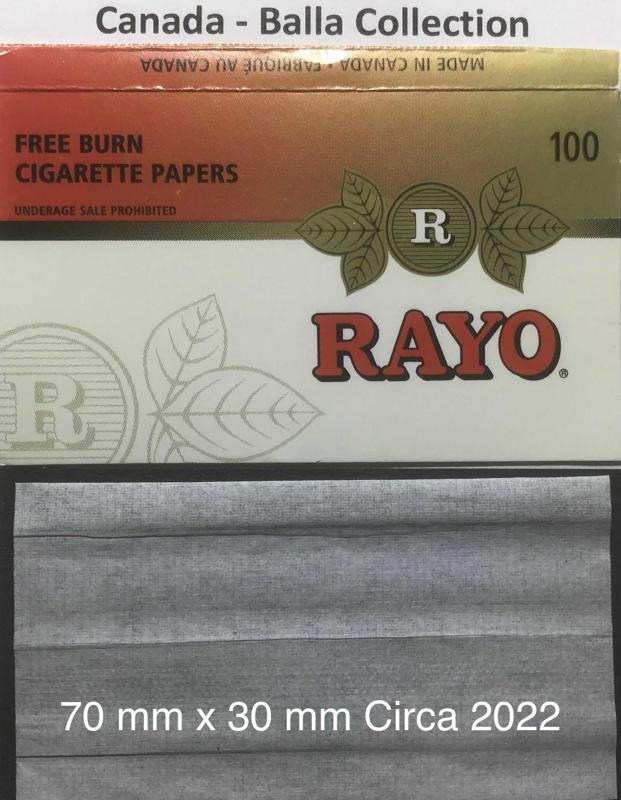 Canada - Balla Collection
MADE IN CANADA • FABRIQUÉ AU CANADA
FREE BURN
CIGARETTE PAPERS
100
UNDERAGE SALE PROHIBITED
R
RAYO®
R
70 mm x 30 mm Circa 2022